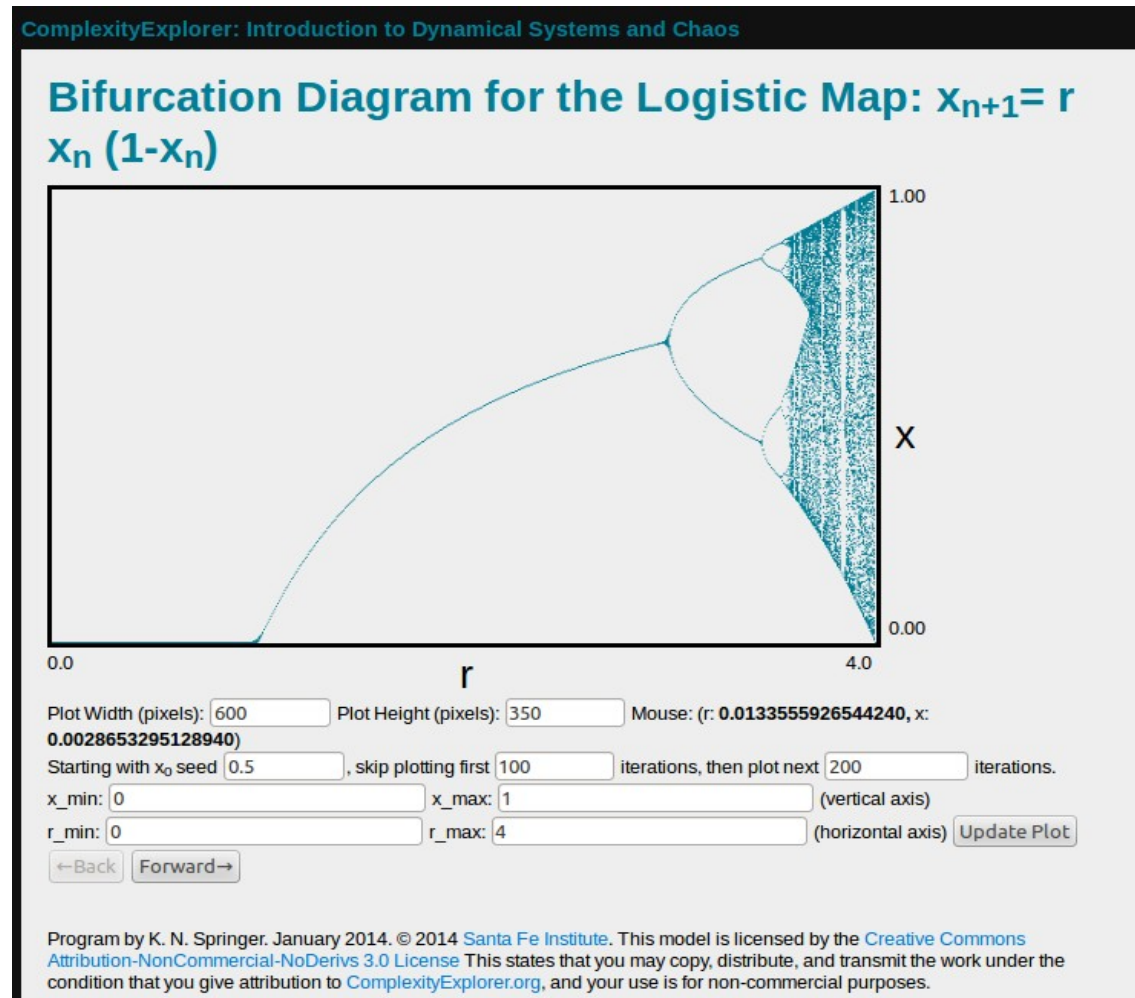 ComplexityExplorer: Introduction to Dynamical Systems and Chaos
Bifurcation Diagram for the Logistic Map: xn+1= r
xn (1-xn)
1.00
x
0.00
0.0
r
4.0
Plot Width (pixels): 600 Plot Height (pixels): 350 Mouse: (r: 0.0133555926544240, x:
0.0028653295128940)
Starting with x0 seed 0.5 , skip plotting first 100 iterations, then plot next 200 iterations.
x_min: 0 x_max: 1 (vertical axis)
r_min: 0 r_max: 4 (horizontal axis) Update Plot
←Back Forward→
Program by K. N. Springer. January 2014. © 2014 Santa Fe Institute. This model is licensed by the Creative Commons
Attribution-NonCommercial-NoDerivs 3.0 License This states that you may copy, distribute, and transmit the work under the
condition that you give attribution to ComplexityExplorer.org, and your use is for non-commercial purposes.